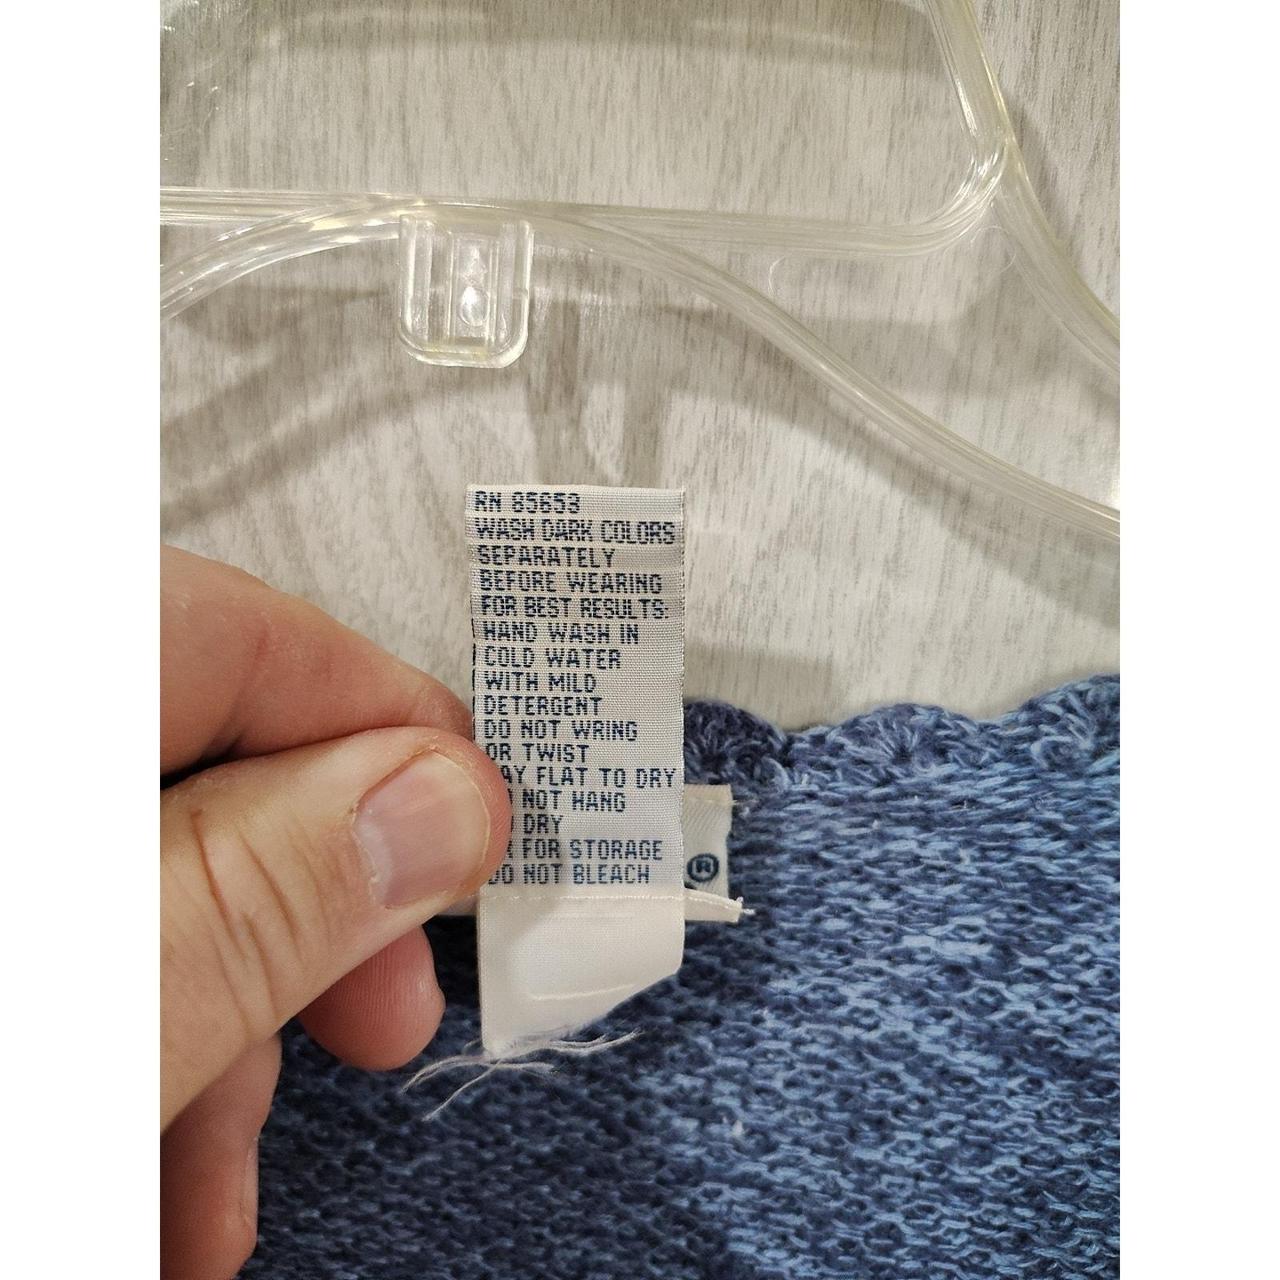 RN 85653
WASH DARK COLORS
SEPARATELY
BEFORE WEARING
FOR BEST RESULTS:
HAND WASH IN
COLD WATER
WITH MILD
DETERGENT
DO NOT WRING
OR TWIST
AY FLAT TO DRY
NOT HANG
DRY
FOR STORAGE
DO NOT BLEACH
®